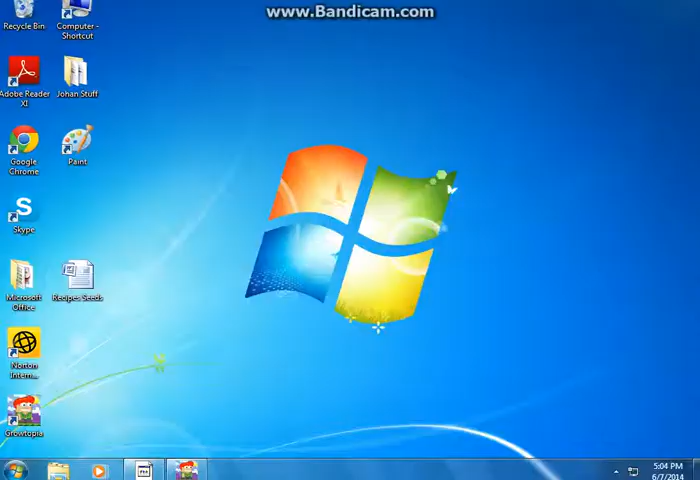 www.Bandicam.com
Recycle Bin
Computer -
Shortcut
Adobe Reader
XI
Johan Stuff
Google
Chrome
Paint
Skype
Microsoft
Office
Recipes Seeds
Norton
Intern...
Growtopia
5:04 PM
6/7/2014